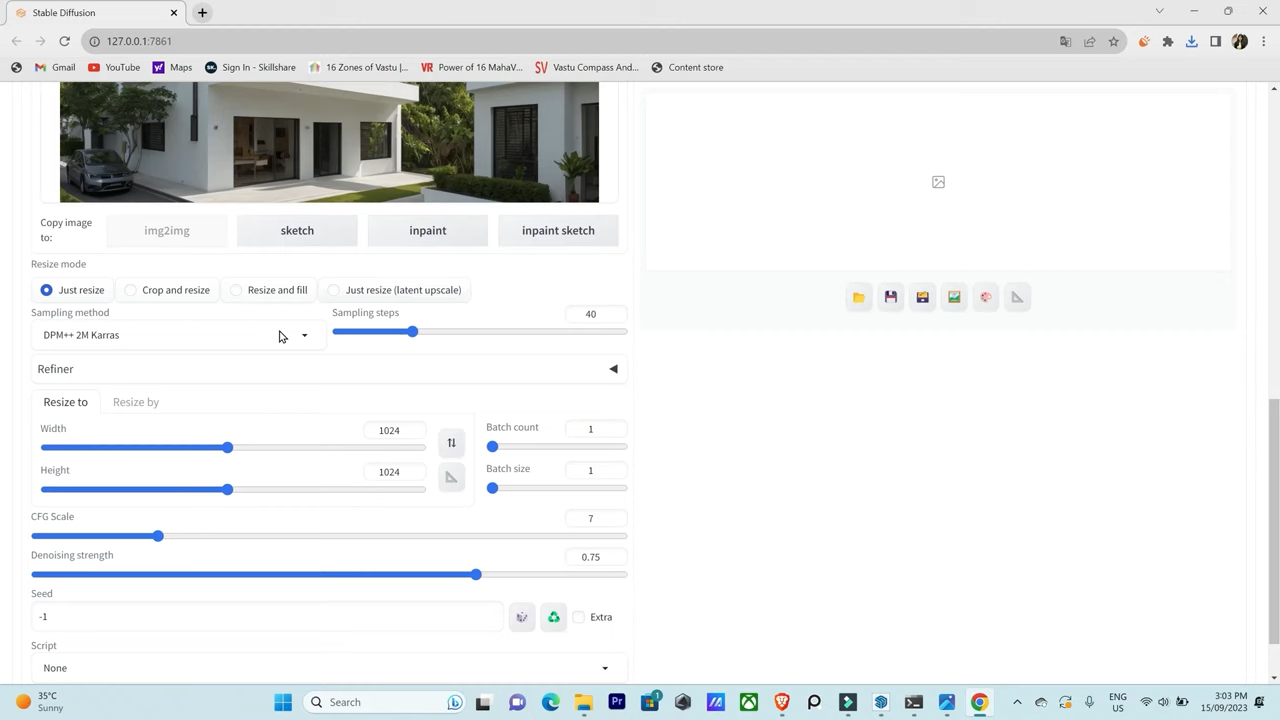 Stable Diffusion
127.0.0.1:7861
Gmail
YouTube
Maps
Sign In - Skillshare
16 Zones of Vastu |...
Power of 16 MahaV...
Vastu Compass And...
Content store
Copy image
to:
img2img
sketch
inpaint
inpaint sketch
Resize mode
Just resize
Crop and resize
Resize and fill
Just resize (latent upscale)
Sampling method
Sampling steps
40
DPM++ 2M Karras
Refiner
Resize to
Resize by
Width
1024
Batch count
1
Height
1024
Batch size
1
CFG Scale
7
Denoising strength
0.75
Seed
-1
Extra
Script
None
35°C
Sunny
Search
ENG
US
3:03 PM
15/09/2023